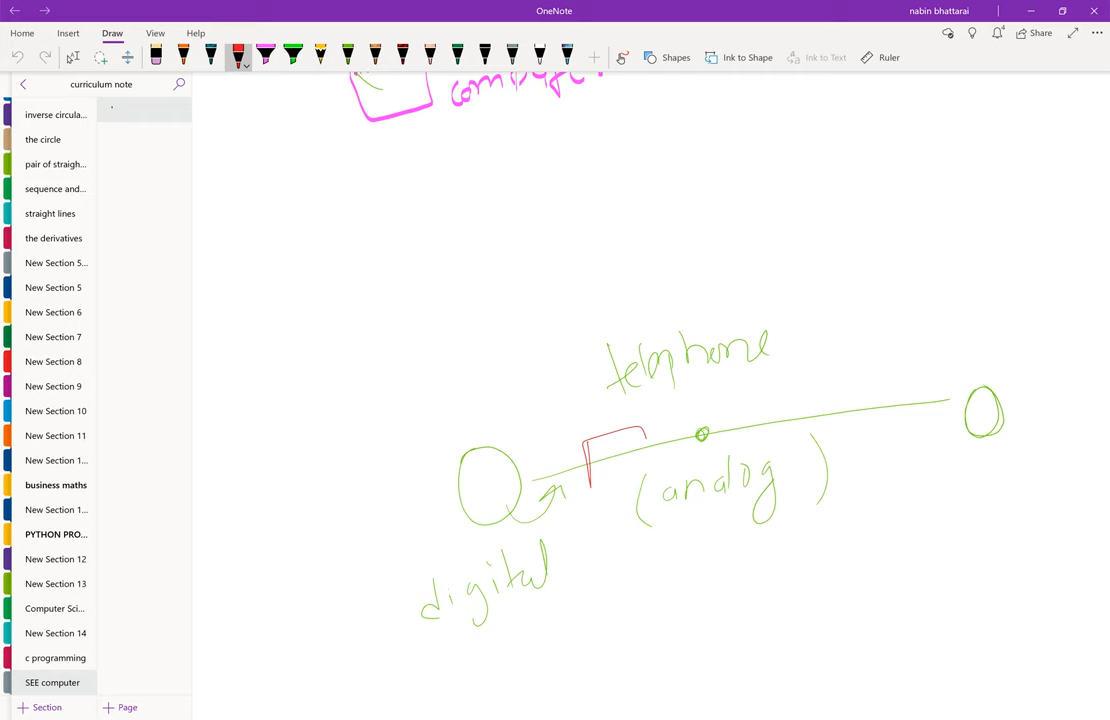 OneNote
nabin bhattarai
Home Insert Draw View Help
4
Share
Shapes
Ink to Shape
Ink to Text
Ruler
curriculum note
inverse circula...
the circle
pair of straigh...
sequence and...
straight lines
the derivatives
New Section 5...
New Section 5
New Section 6
New Section 7
New Section 8
New Section 9
New Section 10
New Section 11
New Section 1...
business maths
New Section 1...
PYTHON PRO...
New Section 12
New Section 13
Computer Sci...
New Section 14
c programming
SEE computer
Section
Page
telephone
(analog)
digital